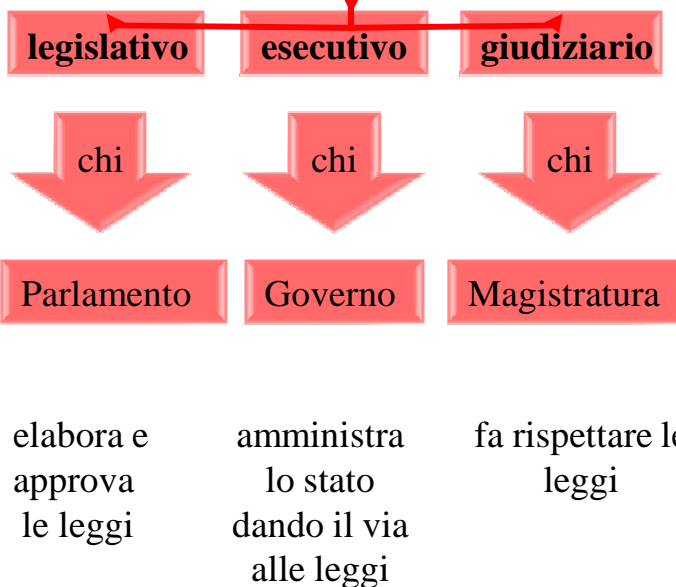 legislativo esecutivo giudiziario
chi chi chi
Parlamento Governo Magistratura
elabora e
approva
le leggi
amministra
lo stato
dando il via
alle leggi
fa rispettare le
leggi